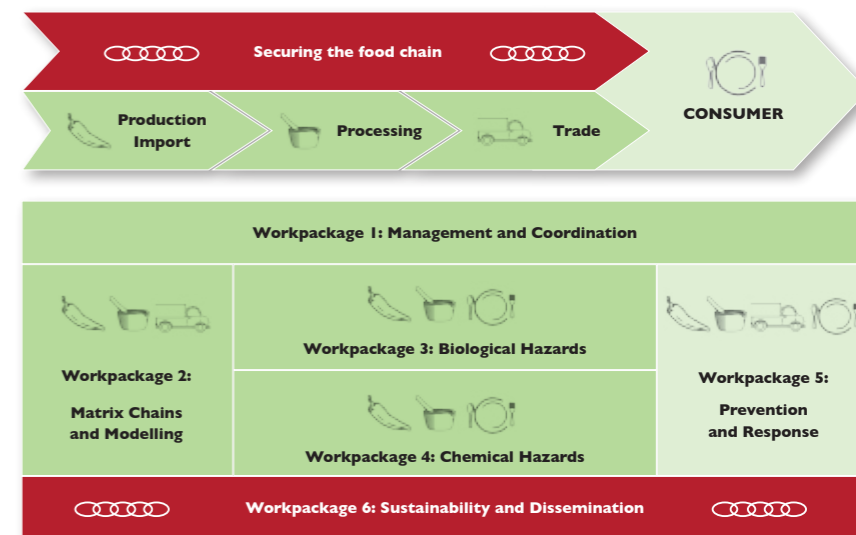 Securing the food chain
Production
Import
Processing
Trade
CONSUMER
Workpackage 1: Management and Coordination
Workpackage 2:
Matrix Chains
and Modelling
Workpackage 3: Biological Hazards
Workpackage 4: Chemical Hazards
Workpackage 5:
Prevention
and Response
Workpackage 6: Sustainability and Dissemination